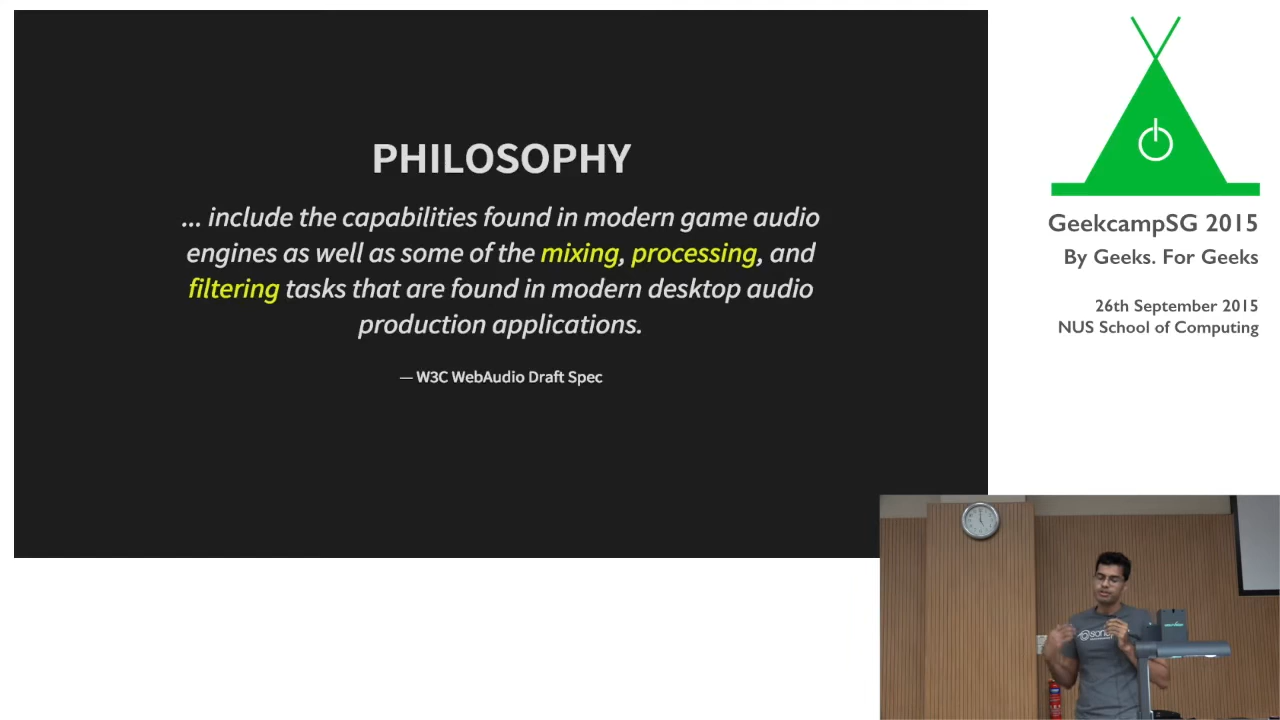 PHILOSOPHY
... include the capabilities found in modern game audio
engines as well as some of the mixing, processing, and
filtering tasks that are found in modern desktop audio
production applications.
— W3C WebAudio Draft Spec
GeekcampSG 2015
By Geeks. For Geeks
26th September 2015
NUS School of Computing